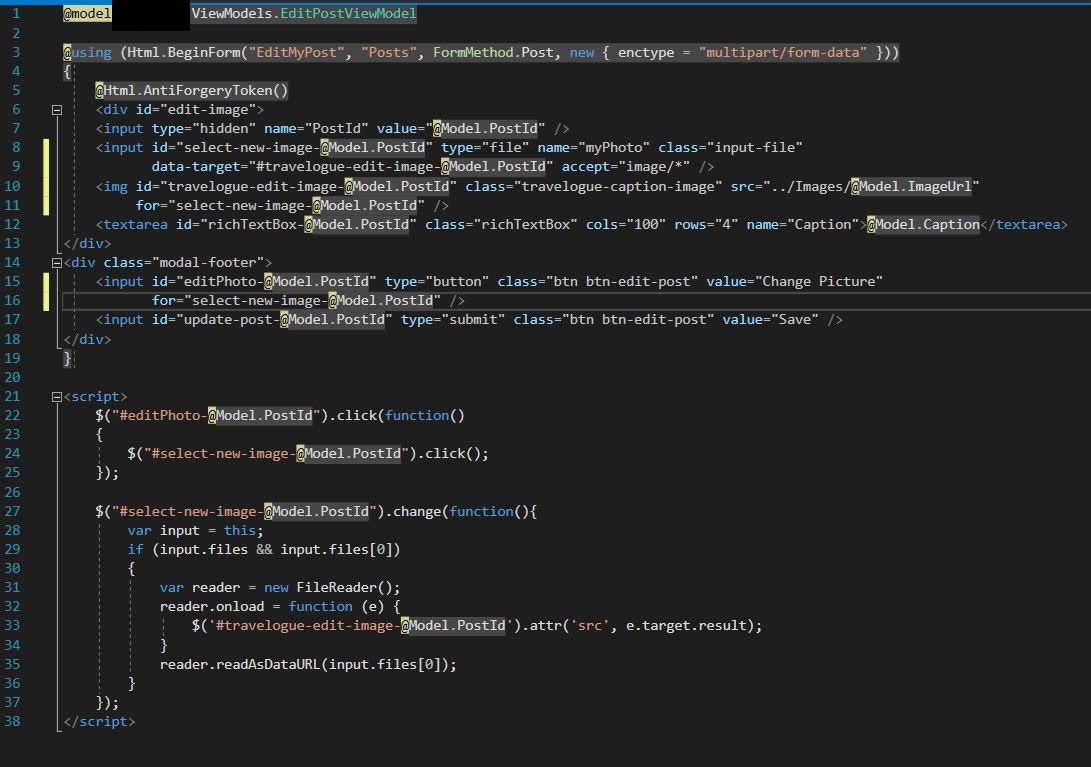 1 @model ViewModels.EditPostViewModel
2
3 @using (Html.BeginForm("EditMyPost", "Posts", FormMethod.Post, new { enctype = "multipart/form-data" }))
4 {
5 @Html.AntiForgeryToken()
6 <div id="edit-image">
7 <input type="hidden" name="PostId" value="@Model.PostId" />
8 <input id="select-new-image-@Model.PostId" type="file" name="myPhoto" class="input-file"
9 data-target="#travelogue-edit-image-@Model.PostId" accept="image/*" />
10 <img id="travelogue-edit-image-@Model.PostId" class="travelogue-caption-image" src="../Images/@Model.ImageUrl"
11 for="select-new-image-@Model.PostId" />
12 <textarea id="richTextBox-@Model.PostId" class="richTextBox" cols="100" rows="4" name="Caption">@Model.Caption</textarea>
13 </div>
14 <div class="modal-footer">
15 <input id="editPhoto-@Model.PostId" type="button" class="btn btn-edit-post" value="Change Picture"
16 for="select-new-image-@Model.PostId" />
17 <input id="update-post-@Model.PostId" type="submit" class="btn btn-edit-post" value="Save" />
18 </div>
19 }
20
21 <script>
22 $("#editPhoto-@Model.PostId").click(function()
23 {
24 $("#select-new-image-@Model.PostId").click();
25 });
26
27 $("#select-new-image-@Model.PostId").change(function(){
28 var input = this;
29 if (input.files && input.files[0])
30 {
31 var reader = new FileReader();
32 reader.onload = function (e) {
33 $('#travelogue-edit-image-@Model.PostId').attr('src', e.target.result);
34 }
35 reader.readAsDataURL(input.files[0]);
36 }
37 });
38 </script>